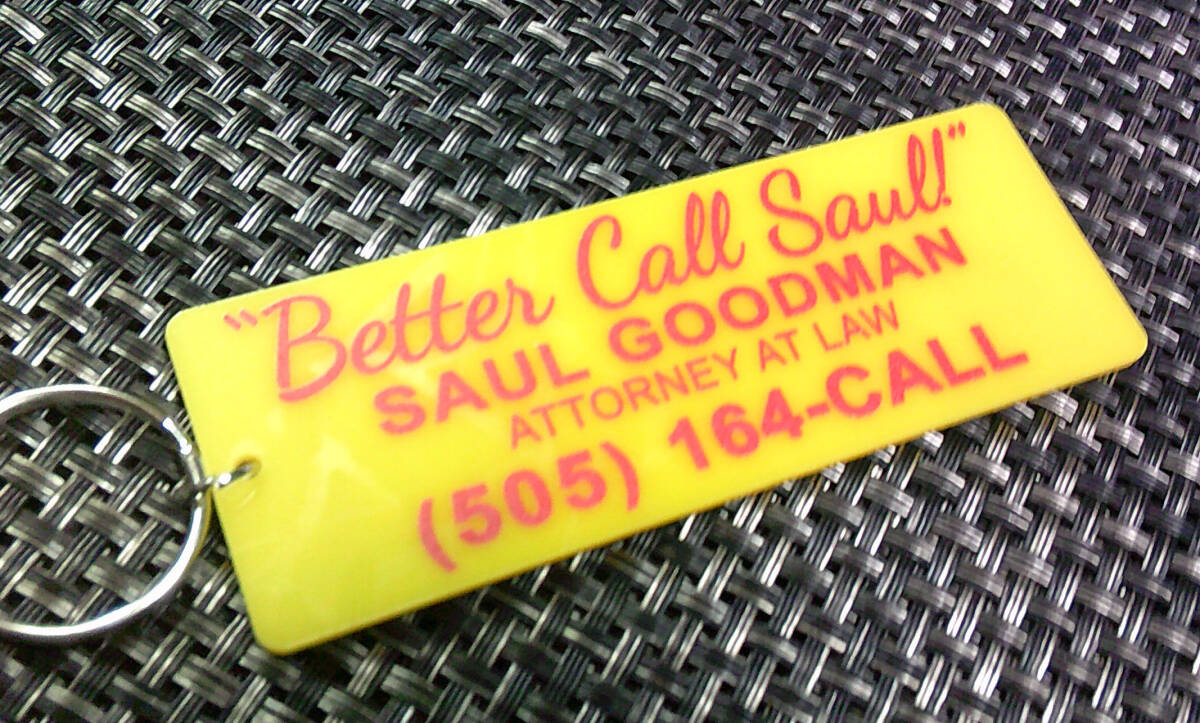 "Better Call Saul!"
SAUL GOODMAN
ATTORNEY AT LAW
(505) 164-CALL